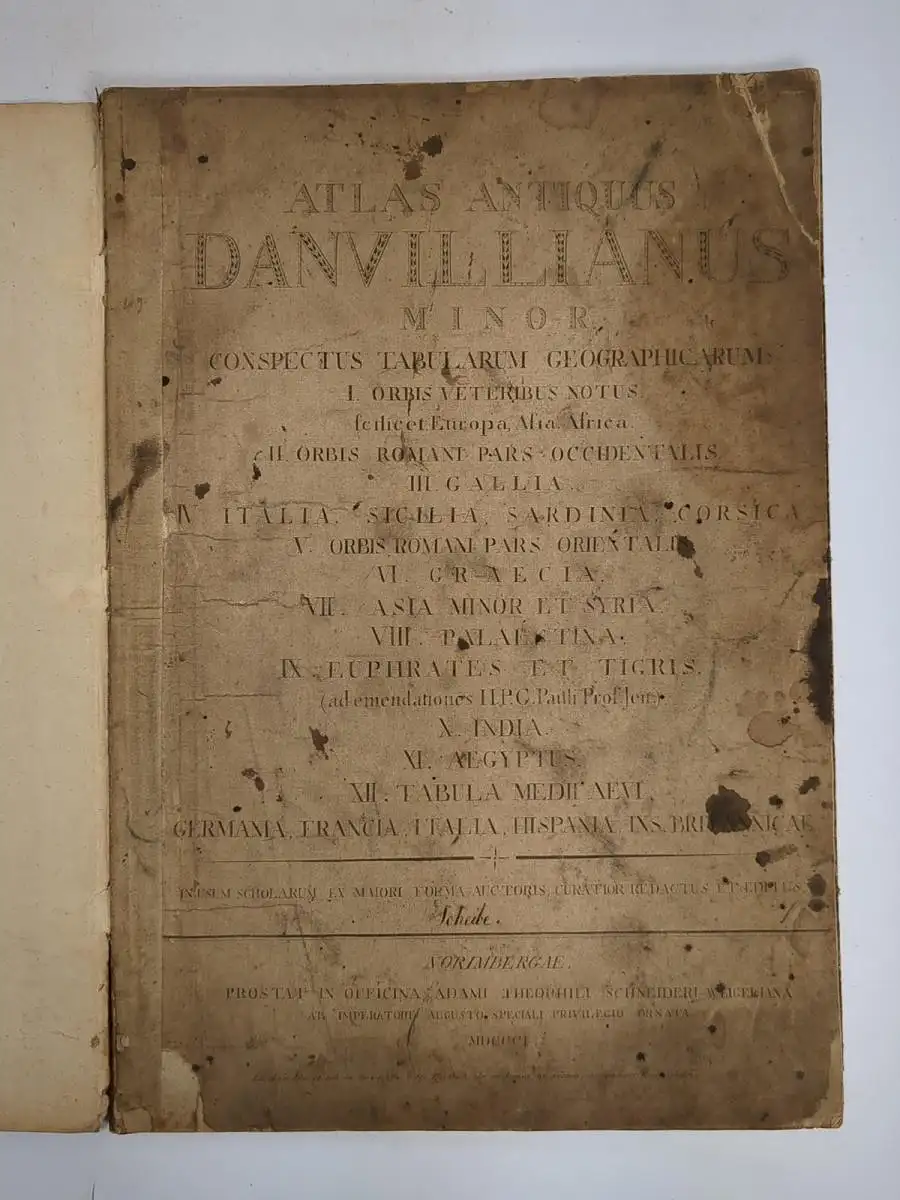 ATLAS ANTIQUUS
DANVILLIANUS
MINOR
CONSPECTUS TABULARUM GEOGRAPHICARUM:
I. ORBIS VETERIBUS NOTUS.
scilicet Europa, Asia, Africa.
II ORBIS ROMANI PARS OCCIDENTALIS.
III. GALLIA.
IV ITALIA, SICILIA, SARDINIA, CORSICA
V. ORBIS ROMANI PARS ORIENTALIS
VI. GRAECIA.
VII. ASIA MINOR ET SYRIA.
VIII. PALAESTINA.
IX. EUPHRATES ET TIGRIS.
(ad emendationes H.P.G. Pauli Prof. Jen.)
X. INDIA.
XI. AEGYPTUS.
XII. TABULA MEDII AEVI.
GERMANIA, FRANCIA, ITALIA, HISPANIA INS. BRITANNICAE
IN USUM SCHOLARUM EX MAIORI FORMA AUCTORIS CURATIOR REDACTUS ET EDITUS
Scheibe.
NORIMBERGAE.
PROSTAT IN OFFICINA ADAMI THEOPHILI SCHNEIDERI WEIGERIANA
AB IMPERATORE AUGUSTO SPECIALI PRIVILEGIO ORNATA
MDCCCI